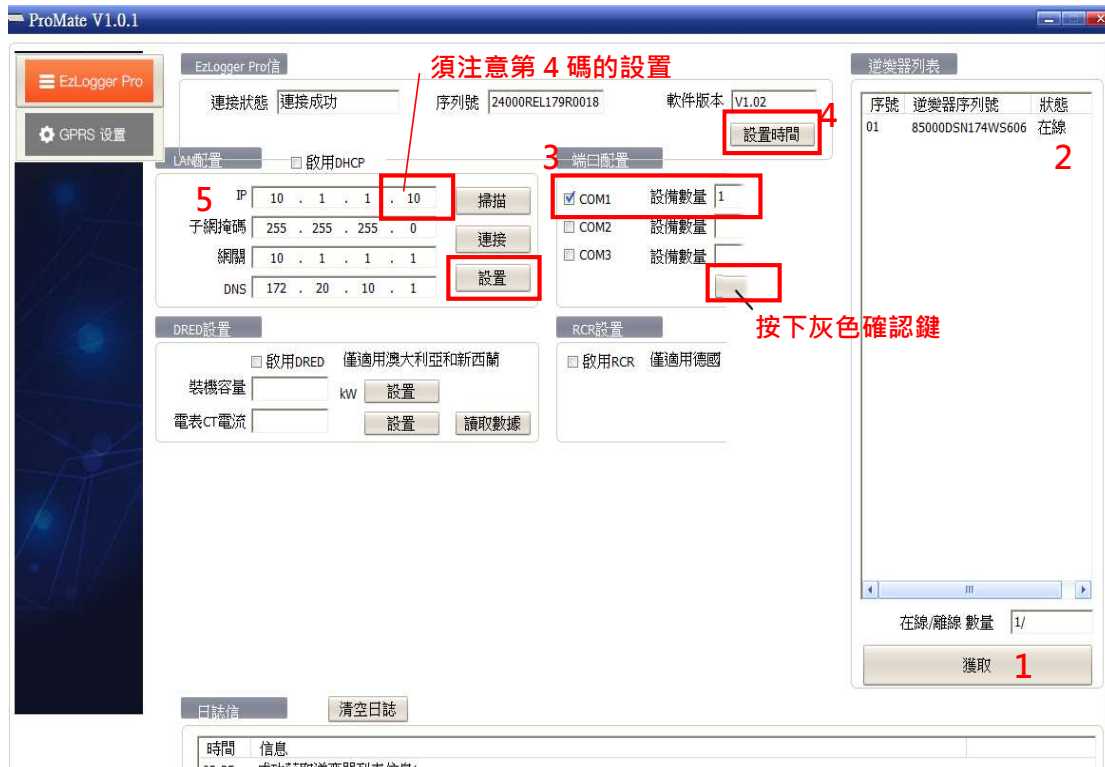 ProMate V1.0.1
EzLogger Pro
GPRS 设置
EzLogger Pro信
須注意第 4 碼的設置
連接狀態 連接成功
序列號 24000REL179R0018
軟件版本 V1.02
4
設置時間
LAN配置
啟用DHCP
5
IP 10 . 1 . 1 . 10
掃描
子網掩碼 255 . 255 . 255 . 0
連接
網關 10 . 1 . 1 . 1
設置
DNS 172 . 20 . 10 . 1
3
端口配置
COM1 設備數量 1
COM2 設備數量
COM3 設備數量
按下灰色確認鍵
DRED設置
啟用DRED 僅適用澳大利亞和新西蘭
裝機容量 kW 設置
電表CT電流 設置 讀取數據
RCR設置
啟用RCR 僅適用德國
逆變器列表
序號 逆變器序列號 狀態
01 85000DSN174WS606 在線
2
在線/離線 數量 1/
獲取 1
日誌信
清空日誌
時間 信息